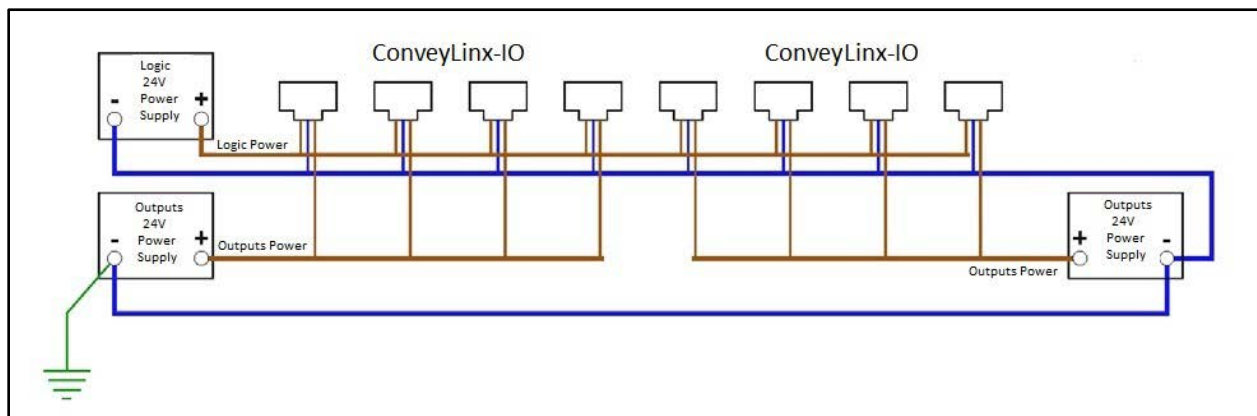 ConveyLinx-IO
ConveyLinx-IO
Logic
24V
- Power +
Supply
Logic Power
Outputs
24V
- Power +
Supply
Outputs Power
Outputs
24V
+ Power -
Supply
Outputs Power